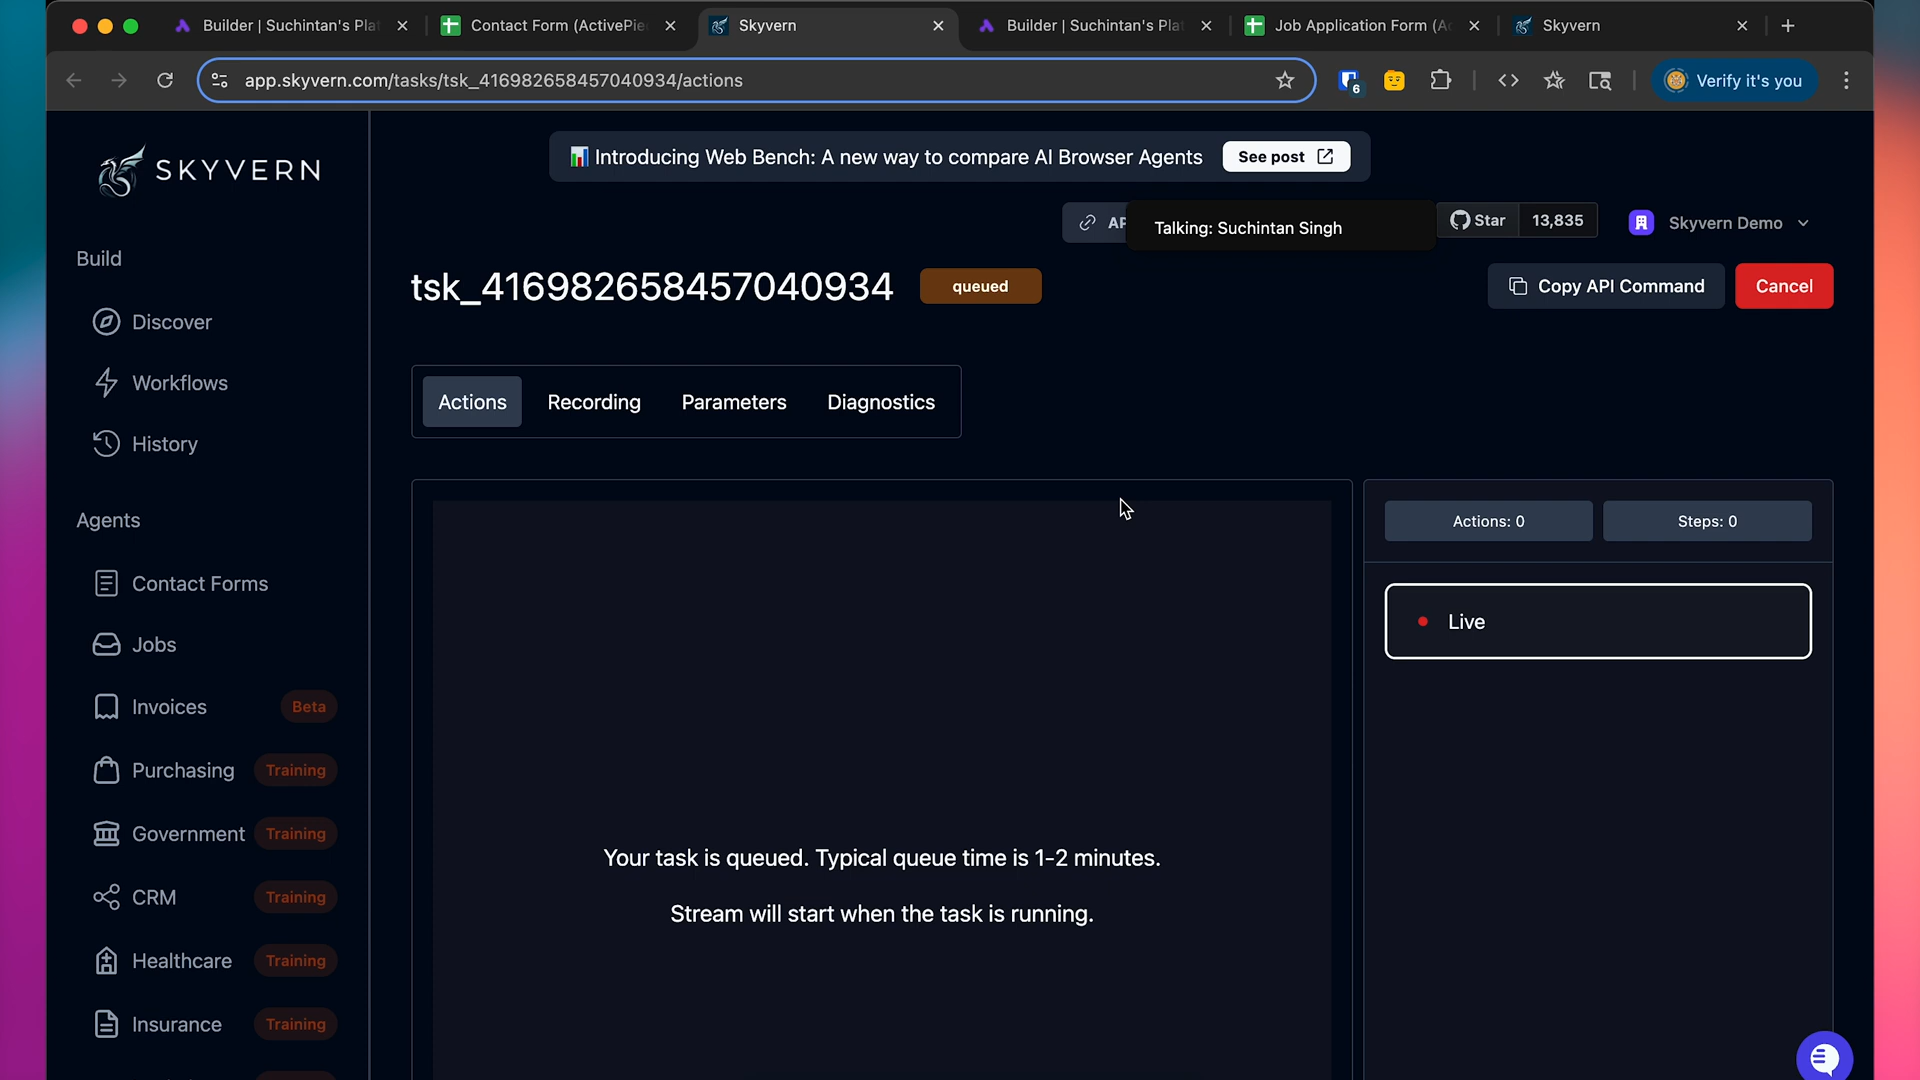 Builder | Suchintan's Plat
Contact Form (ActivePie
Skyvern
Builder | Suchintan's Plat
Job Application Form (Ac
Skyvern
app.skyvern.com/tasks/tsk_416982658457040934/actions
6
Verify it's you
SKYVERN
Introducing Web Bench: A new way to compare AI Browser Agents
See post
AP
Talking: Suchintan Singh
Star
13,835
Skyvern Demo
Build
tsk_416982658457040934
queued
Copy API Command
Cancel
Discover
Workflows
History
Actions
Recording
Parameters
Diagnostics
Agents
Actions: 0
Steps: 0
Contact Forms
Live
Jobs
Invoices
Beta
Purchasing
Training
Government
Training
Your task is queued. Typical queue time is 1-2 minutes.
CRM
Training
Stream will start when the task is running.
Healthcare
Training
Insurance
Training